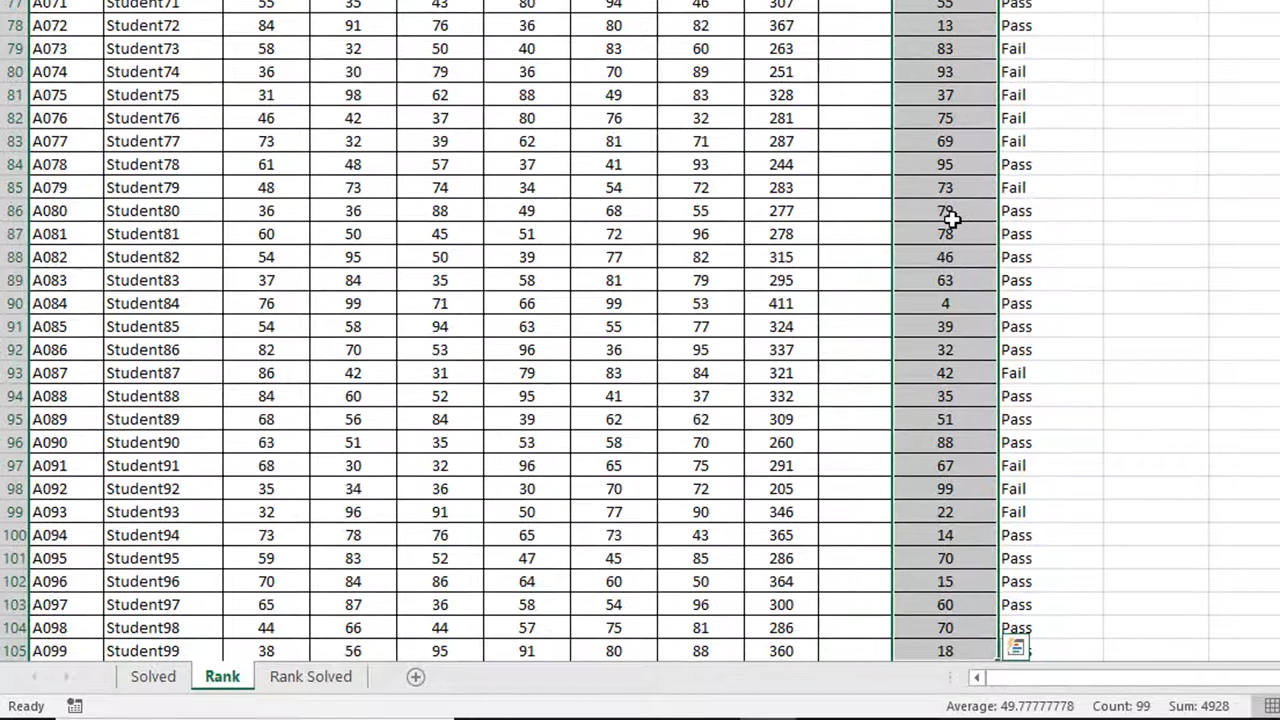 77 A071 Student71 55 35 43 80 94 46 307 55 Pass
78 A072 Student72 84 91 76 36 80 82 367 13 Pass
79 A073 Student73 58 32 50 40 83 60 263 83 Fail
80 A074 Student74 36 30 79 36 70 89 251 93 Fail
81 A075 Student75 31 98 62 88 49 83 328 37 Fail
82 A076 Student76 46 42 37 80 76 32 281 75 Fail
83 A077 Student77 73 32 39 62 81 71 287 69 Fail
84 A078 Student78 61 48 57 37 41 93 244 95 Pass
85 A079 Student79 48 73 74 34 54 72 283 73 Fail
86 A080 Student80 36 36 88 49 68 55 277 79 Pass
87 A081 Student81 60 50 45 51 72 96 278 78 Pass
88 A082 Student82 54 95 50 39 77 82 315 46 Pass
89 A083 Student83 37 84 35 58 81 79 295 63 Pass
90 A084 Student84 76 99 71 66 99 53 411 4 Pass
91 A085 Student85 54 58 94 63 55 77 324 39 Pass
92 A086 Student86 82 70 53 96 36 95 337 32 Pass
93 A087 Student87 86 42 31 79 83 84 321 42 Fail
94 A088 Student88 84 60 52 95 41 37 332 35 Pass
95 A089 Student89 68 56 84 39 62 62 309 51 Pass
96 A090 Student90 63 51 35 53 58 70 260 88 Pass
97 A091 Student91 68 30 32 96 65 75 291 67 Fail
98 A092 Student92 35 34 36 30 70 72 205 99 Fail
99 A093 Student93 32 96 91 50 77 90 346 22 Fail
100 A094 Student94 73 78 76 65 73 43 365 14 Pass
101 A095 Student95 59 83 52 47 45 85 286 70 Pass
102 A096 Student96 70 84 86 64 60 50 364 15 Pass
103 A097 Student97 65 87 36 58 54 96 300 60 Pass
104 A098 Student98 44 66 44 57 75 81 286 70 Pass
105 A099 Student99 38 56 95 91 80 88 360 18
Solved Rank Rank Solved
Ready Average: 49.77777778 Count: 99 Sum: 4928